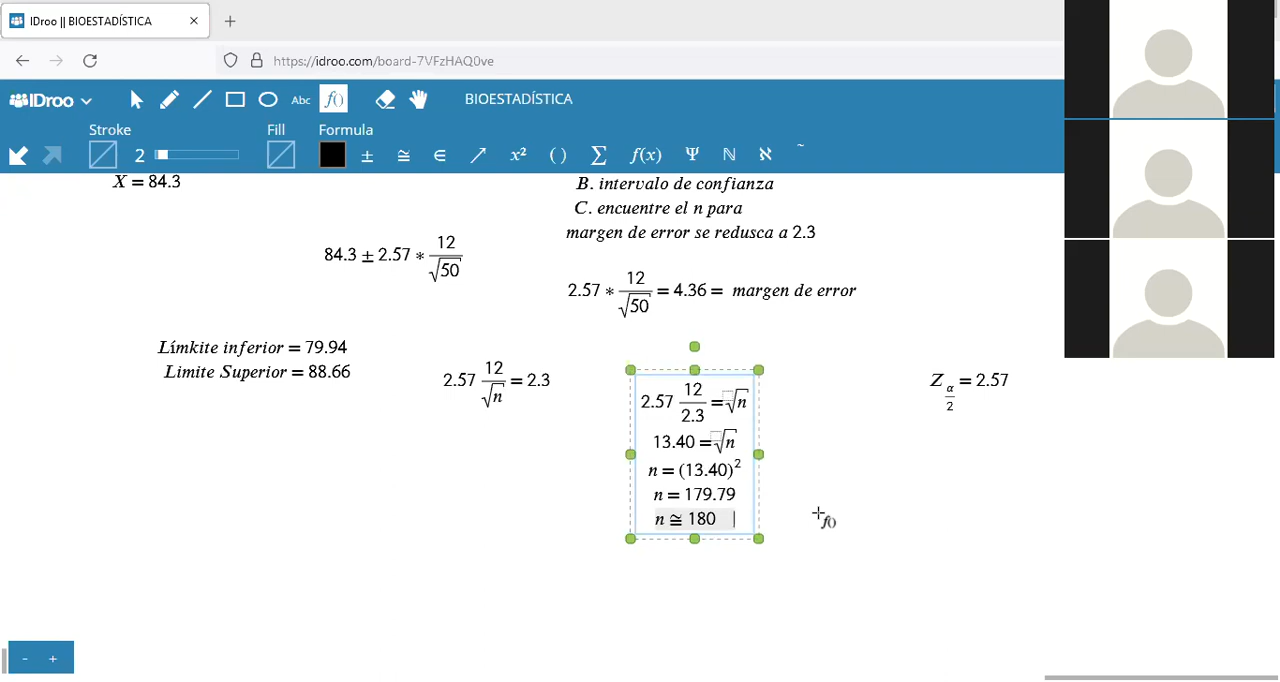 IDroo || BIOESTADÍSTICA
https://idroo.com/board-7VFzHAQ0ve
IDroo Abc f() BIOESTADÍSTICA
Stroke Fill Formula
2 ± ≅ ∈ x² ( ) ∑ f(x) Ψ ℕ ℵ ~
X = 84.3
B. intervalo de confianza
C. encuentre el n para
margen de error se redusca a 2.3
84.3 ± 2.57 * 12/√50
2.57 * 12/√50 = 4.36 = margen de error
Límkite inferior = 79.94
Limite Superior = 88.66
2.57 12/√n = 2.3
2.57 12/2.3 = √n
13.40 = √n
n = (13.40)²
n = 179.79
n ≅ 180
Z α/2 = 2.57
f()
- +